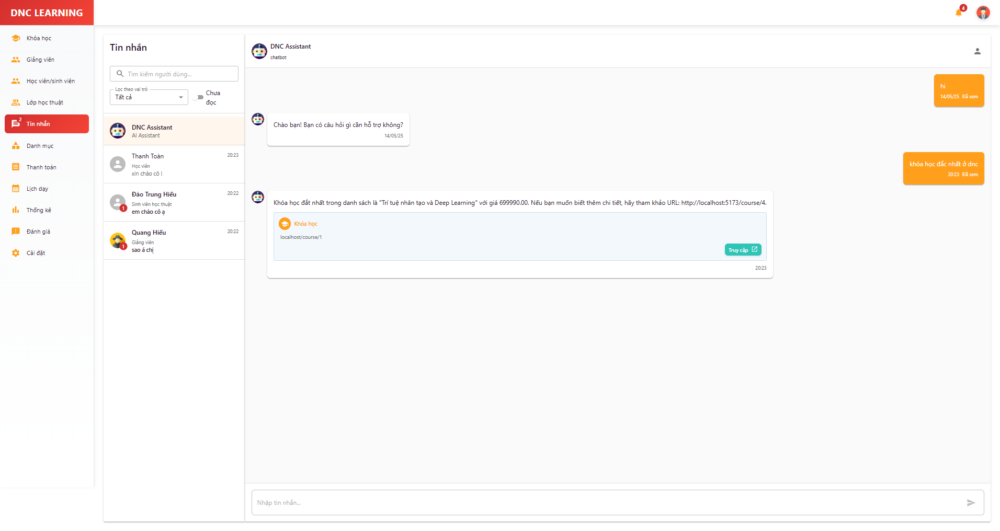 DNC LEARNING
4
Khóa học
Giảng viên
Học viên/sinh viên
Lớp học thuật
2
Tin nhắn
Danh mục
Thanh toán
Lịch dạy
Thống kê
Đánh giá
Cài đặt
Tin nhắn
Tìm kiếm người dùng...
Lọc theo vai trò
Tất cả
Chưa
đọc
DNC Assistant
AI Assistant
Thanh Toàn
20:23
Học viên
xin chào cô !
Đào Trung Hiếu
20:22
Sinh viên học thuật
1
em chào cô ạ
Quang Hiếu
20:22
Giảng viên
1
sao á chị
DNC Assistant
chatbot
hi
14/05/25 Đã xem
Chào bạn! Bạn có câu hỏi gì cần hỗ trợ không?
14/05/25
khóa học đắc nhất ở dnc
20:23 Đã xem
Khóa học đắt nhất trong danh sách là "Trí tuệ nhân tạo và Deep Learning" với giá 699990.00. Nếu bạn muốn biết thêm chi tiết, hãy tham khảo URL: http://localhost:5173/course/4.
Khóa học
localhost/course/1
Truy cập
20:23
Nhập tin nhắn...